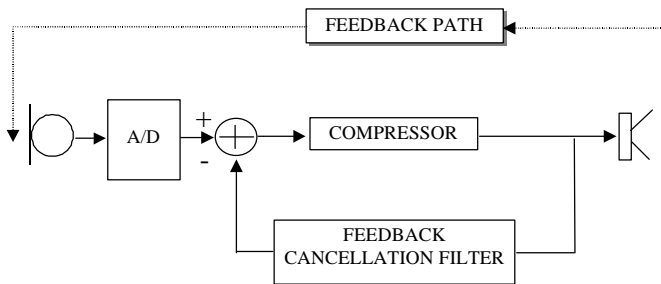 FEEDBACK PATH
A/D
+
-
COMPRESSOR
FEEDBACK
CANCELLATION FILTER